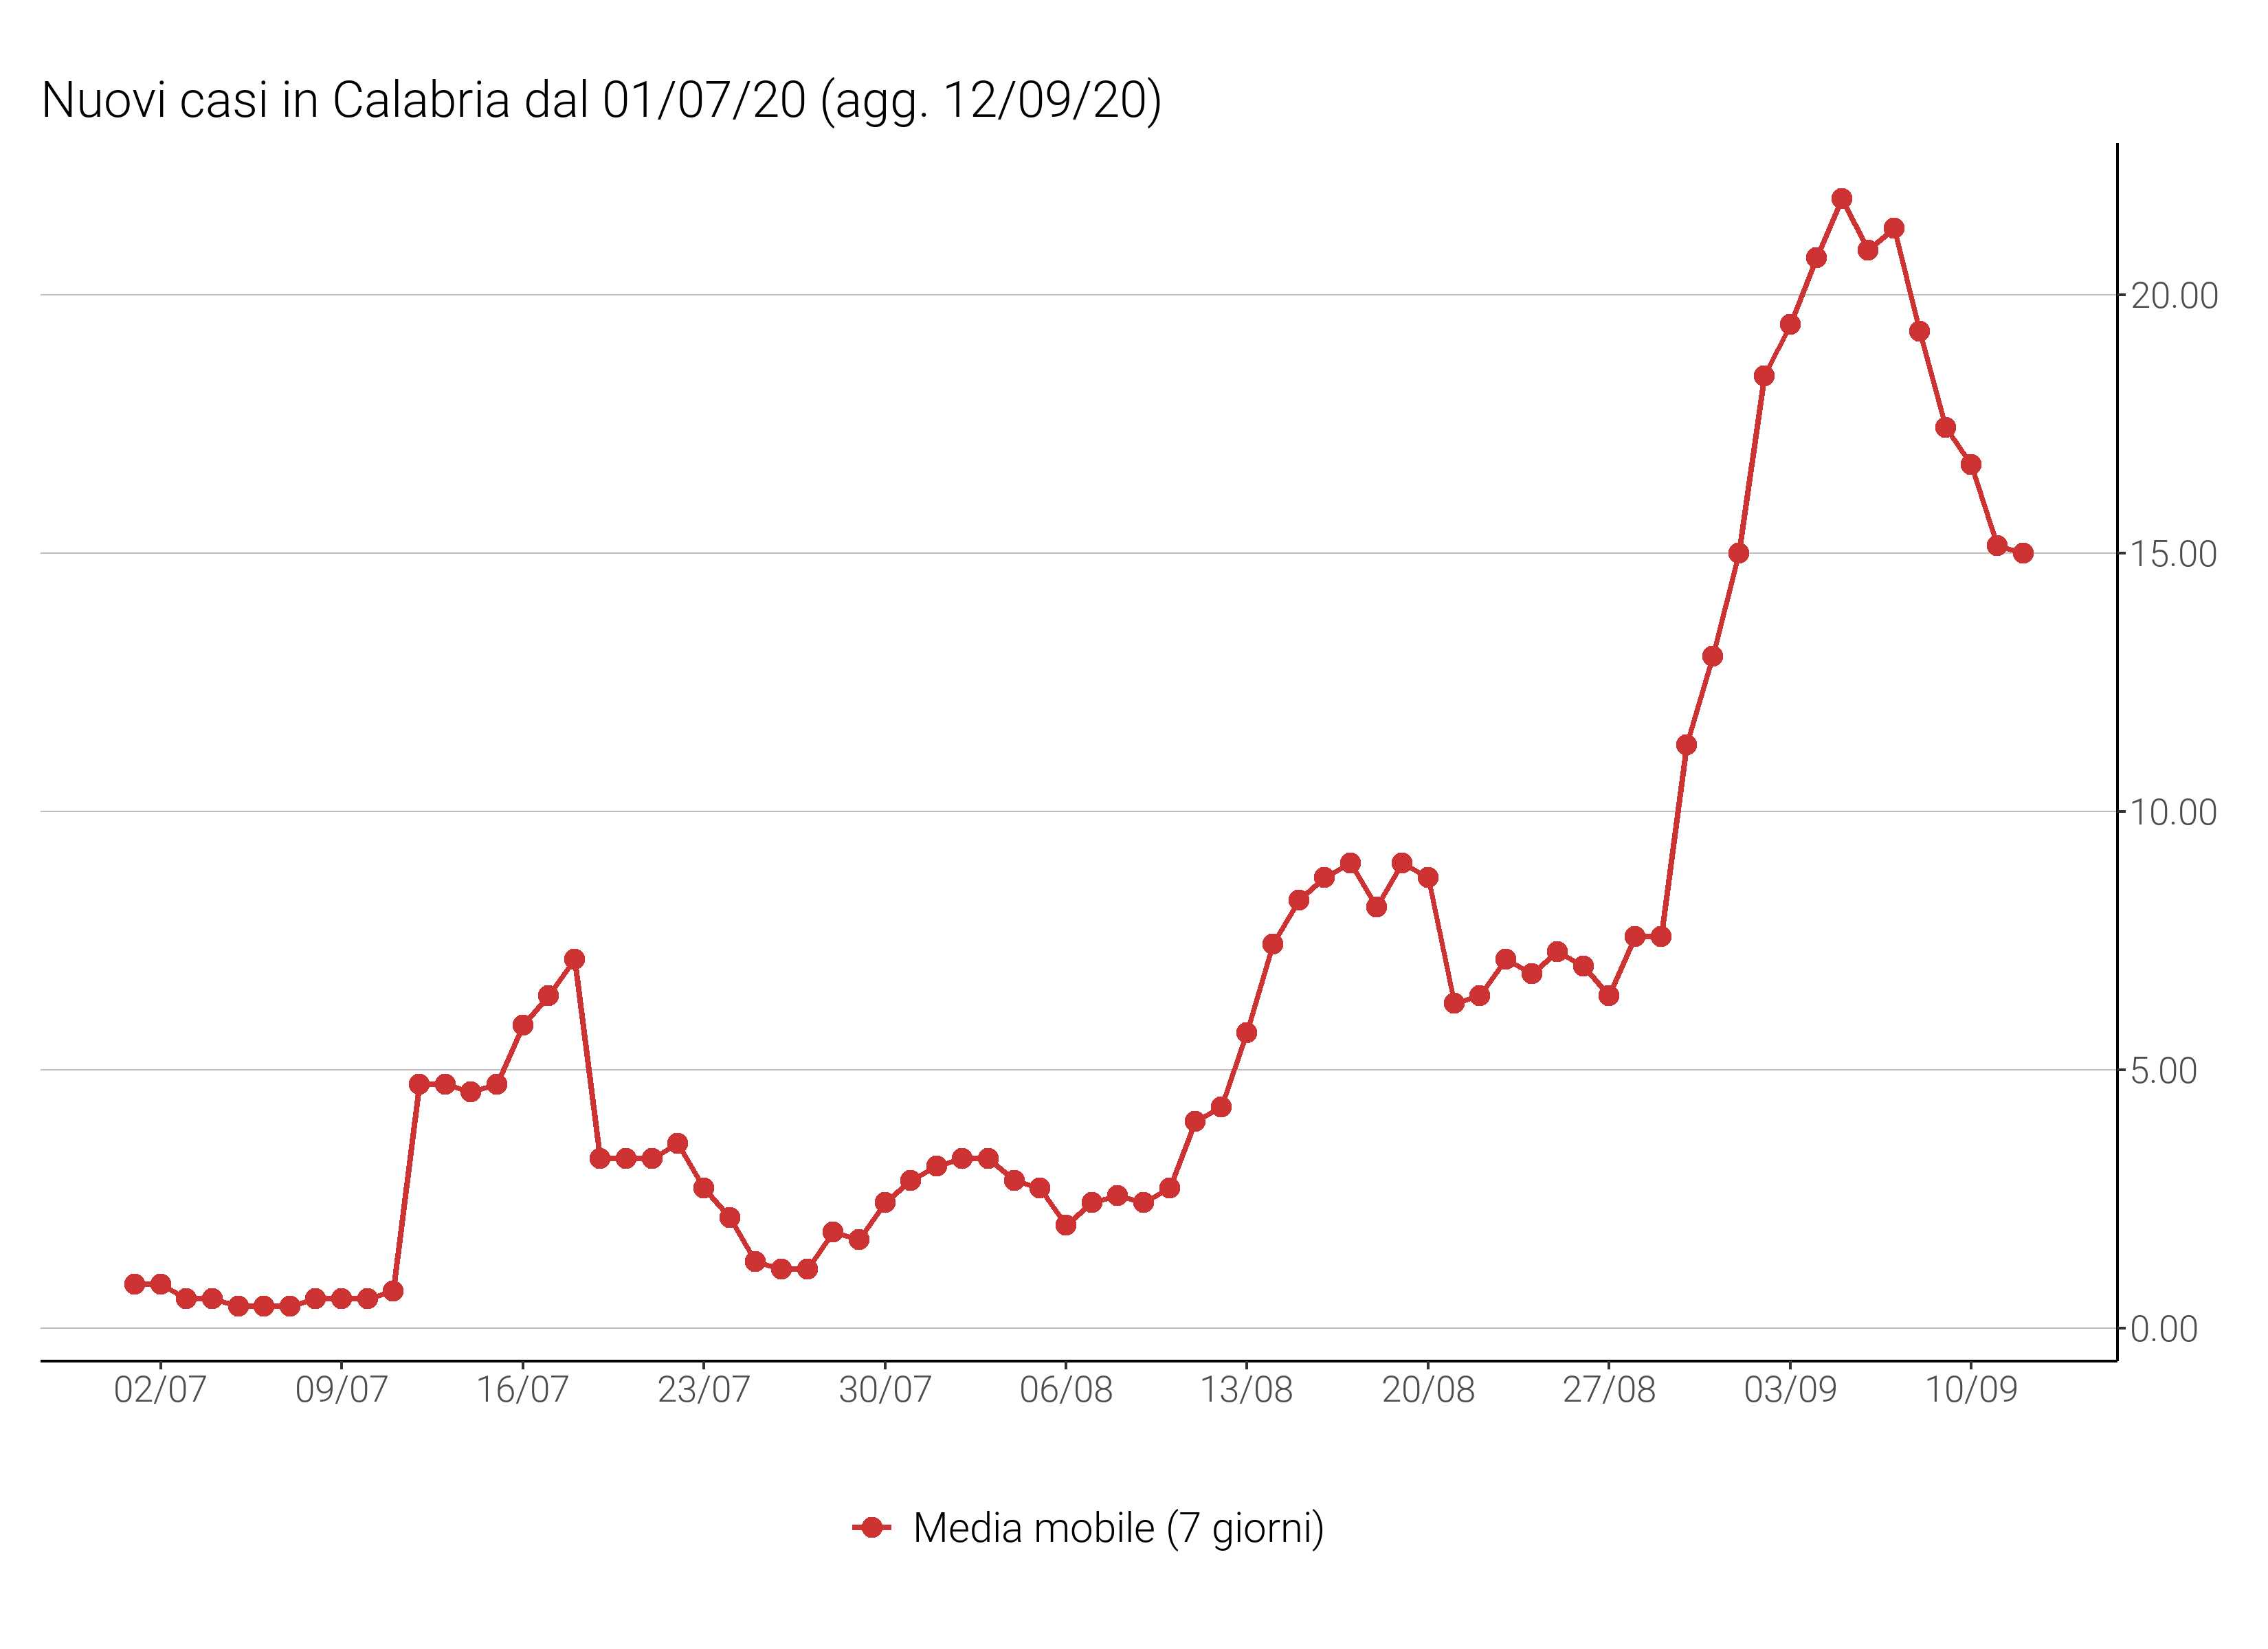 Nuovi casi in Calabria dal 01/07/20 (agg. 12/09/20)
20.00
15.00
10.00
5.00
0.00
02/07 09/07 16/07 23/07 30/07 06/08 13/08 20/08 27/08 03/09 10/09
Media mobile (7 giorni)